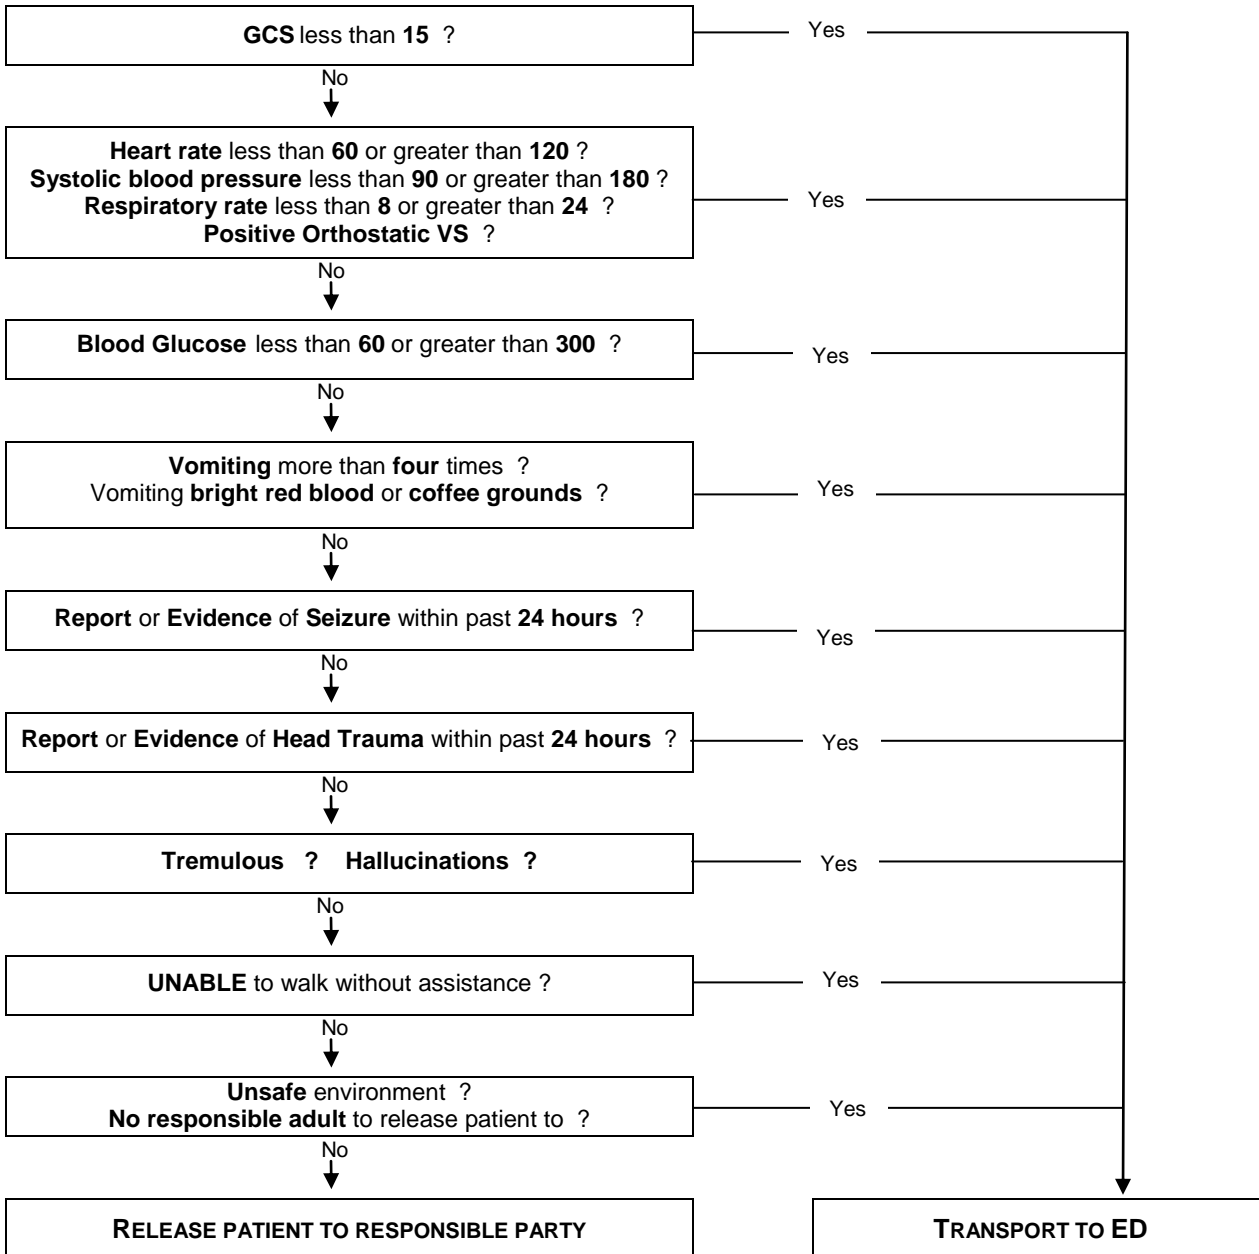 GCS less than 15 ?
Yes
No
Heart rate less than 60 or greater than 120 ?
Systolic blood pressure less than 90 or greater than 180 ?
Respiratory rate less than 8 or greater than 24 ?
Positive Orthostatic VS ?
Yes
No
Blood Glucose less than 60 or greater than 300 ?
Yes
No
Vomiting more than four times ?
Vomiting bright red blood or coffee grounds ?
Yes
No
Report or Evidence of Seizure within past 24 hours ?
Yes
No
Report or Evidence of Head Trauma within past 24 hours ?
Yes
No
Tremulous ? Hallucinations ?
Yes
No
UNABLE to walk without assistance ?
Yes
No
Unsafe environment ?
No responsible adult to release patient to ?
Yes
No
RELEASE PATIENT TO RESPONSIBLE PARTY
TRANSPORT TO ED